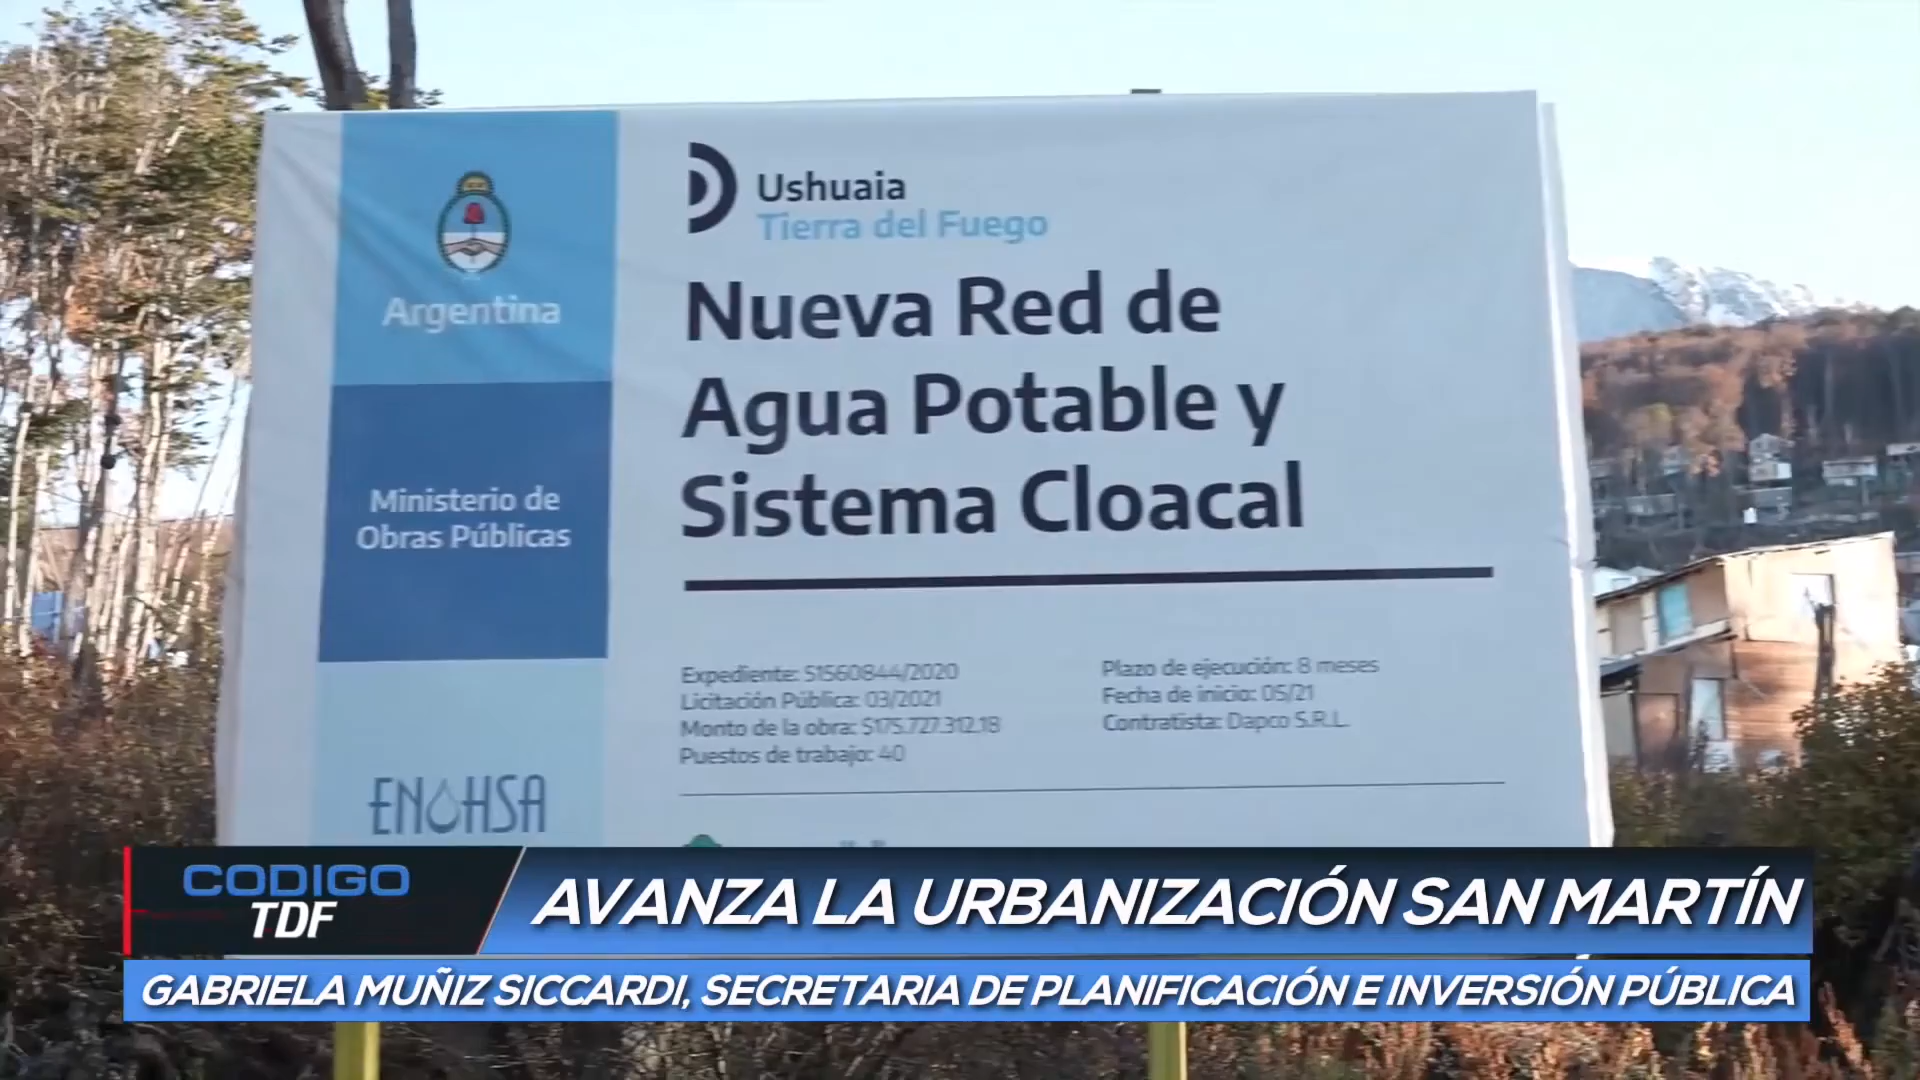 Argentina
Ministerio de
Obras Públicas
ENOHSA
Ushuaia
Tierra del Fuego
Nueva Red de
Agua Potable y
Sistema Cloacal
Expediente: 51560844/2020
Licitación Pública: 03/2021
Monto de la obra: $175.727.312,18
Puestos de trabajo: 40
Plazo de ejecución: 8 meses
Fecha de inicio: 05/21
Contratista: Dapco S.R.L.
CODIGO
TDF
AVANZA LA URBANIZACIÓN SAN MARTÍN
GABRIELA MUÑIZ SICCARDI, SECRETARIA DE PLANIFICACIÓN E INVERSIÓN PÚBLICA